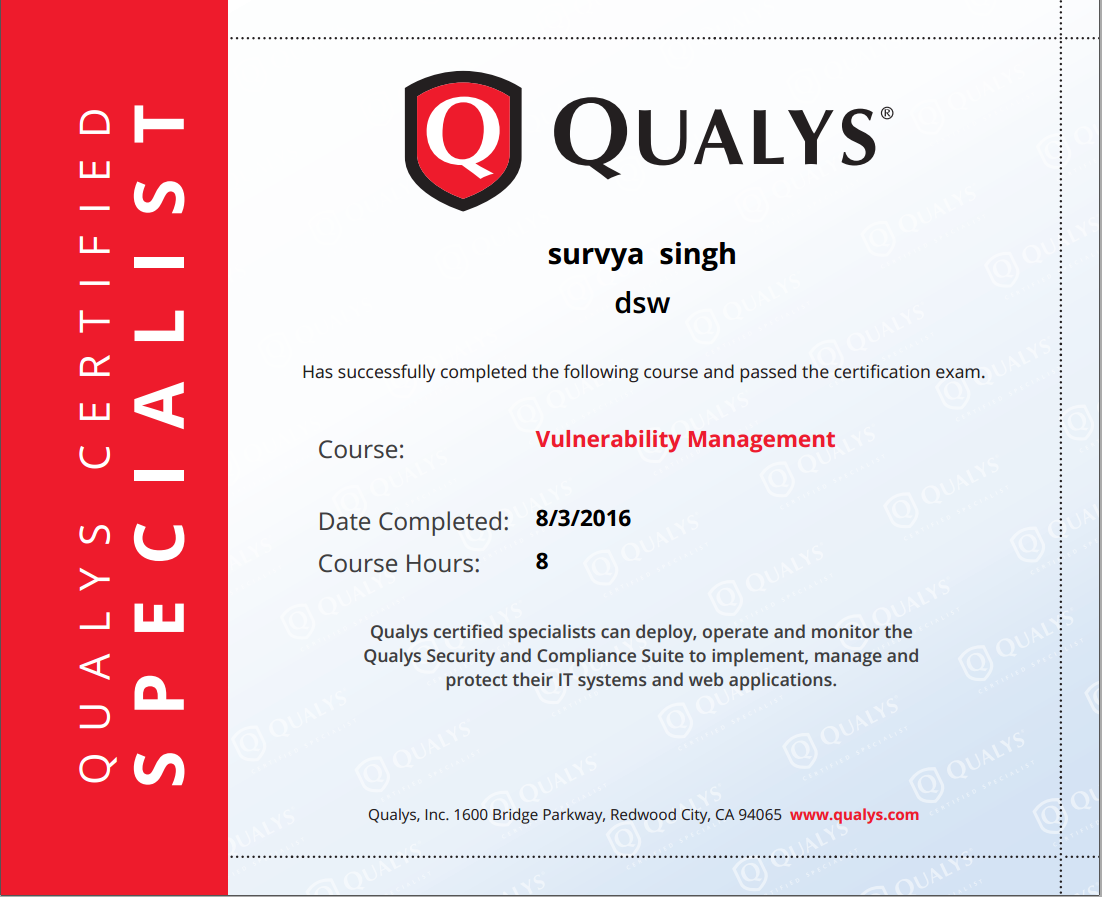 QUALYS CERTIFIED
SPECIALIST
QUALYS®
survya singh
dsw
Has successfully completed the following course and passed the certification exam.
Course: Vulnerability Management
Date Completed: 8/3/2016
Course Hours: 8
Qualys certified specialists can deploy, operate and monitor the
Qualys Security and Compliance Suite to implement, manage and
protect their IT systems and web applications.
Qualys, Inc. 1600 Bridge Parkway, Redwood City, CA 94065 www.qualys.com